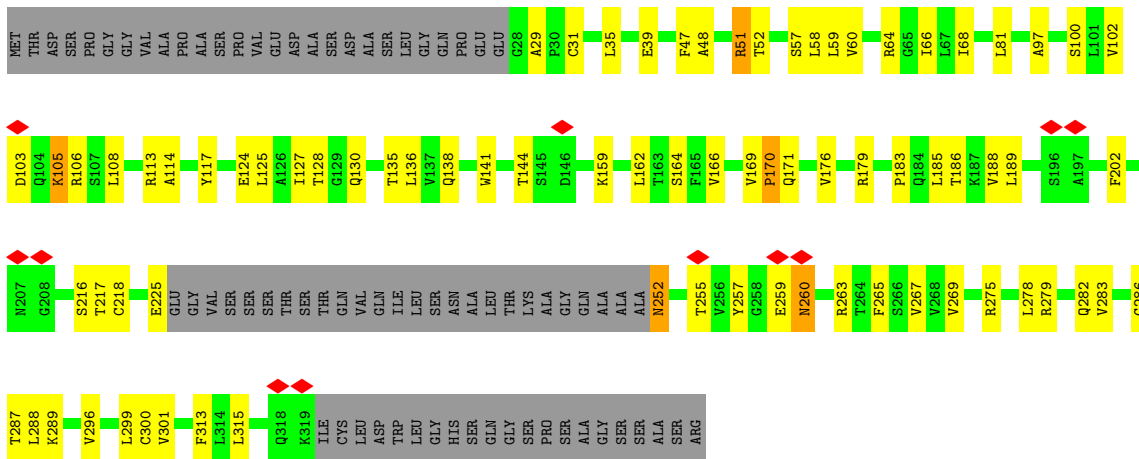 MET THR ASP SER PRO GLY GLY VAL ALA PRO ALA SER PRO VAL GLU ASP ALA SER ASP ALA SER LEU GLY GLN PRO GLU GLU G28 A29 P30 C31 L35 E39 F47 A48 R51 T52 S57 L58 L59 V60 R64 G65 I66 L67 I68 L81 A97 S100 L101 V102
D103 Q104 K105 R106 S107 L108 R113 A114 Y117 E124 L125 A126 I127 T128 G129 Q130 T135 L136 V137 Q138 W141 T144 S145 D146 K159 L162 T163 S164 F165 V166 V169 P170 Q171 V176 R179 P183 Q184 L185 T186 K187 V188 L189 S196 A197 F202
N207 G208 S216 T217 C218 E225 GLU GLY VAL SER SER SER THR SER THR GLN VAL GLN ILE LEU SER ASN ALA LEU THR LYS ALA GLY GLN ALA ALA ALA N252 T255 V256 Y257 G258 E259 N260 R263 T264 F265 S266 V267 V268 V269 R275 L278 R279 Q282 V283
T287 L288 K289 V296 L299 C300 V301 F313 L314 L315 Q318 K319 ILE CYS LEU ASP TRP LEU GLY HIS SER GLN GLY SER PRO SER ALA GLY SER SER ALA SER ARG